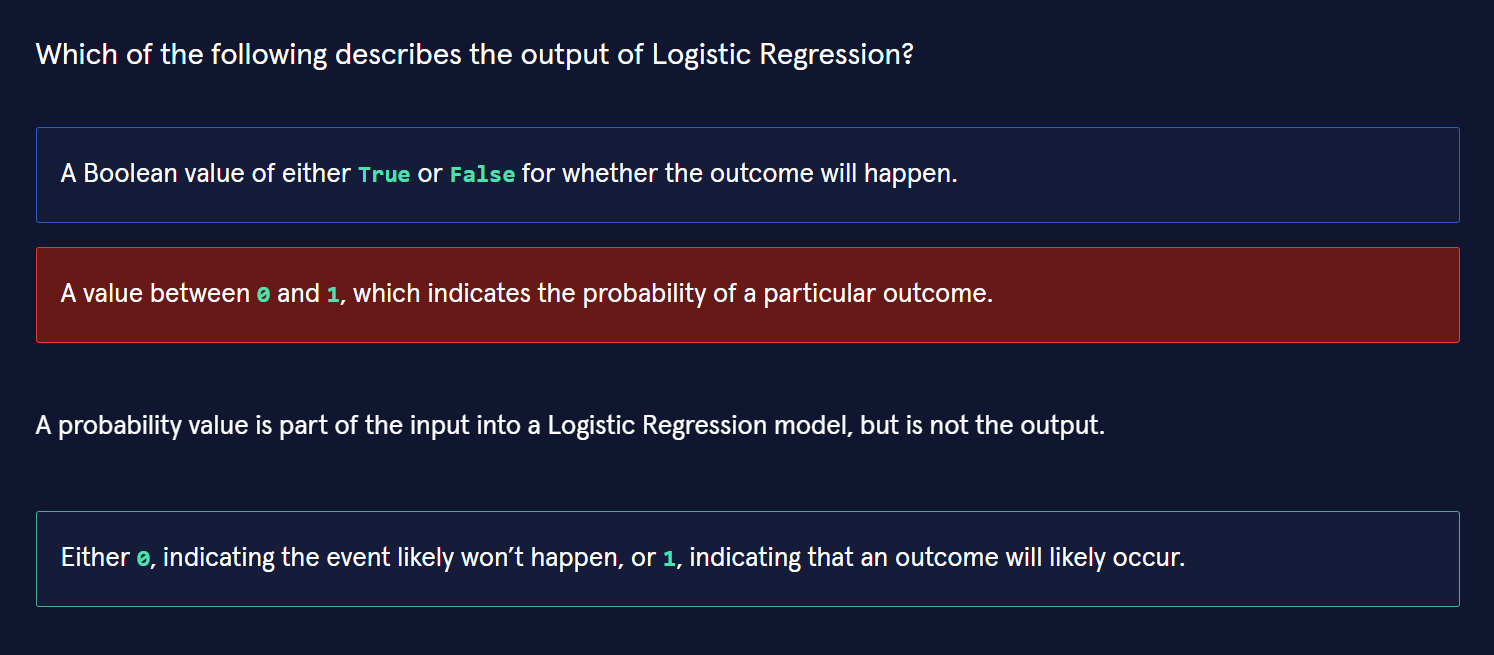 Which of the following describes the output of Logistic Regression?
A Boolean value of either True or False for whether the outcome will happen.
A value between 0 and 1, which indicates the probability of a particular outcome.
A probability value is part of the input into a Logistic Regression model, but is not the output.
Either 0, indicating the event likely won’t happen, or 1, indicating that an outcome will likely occur.